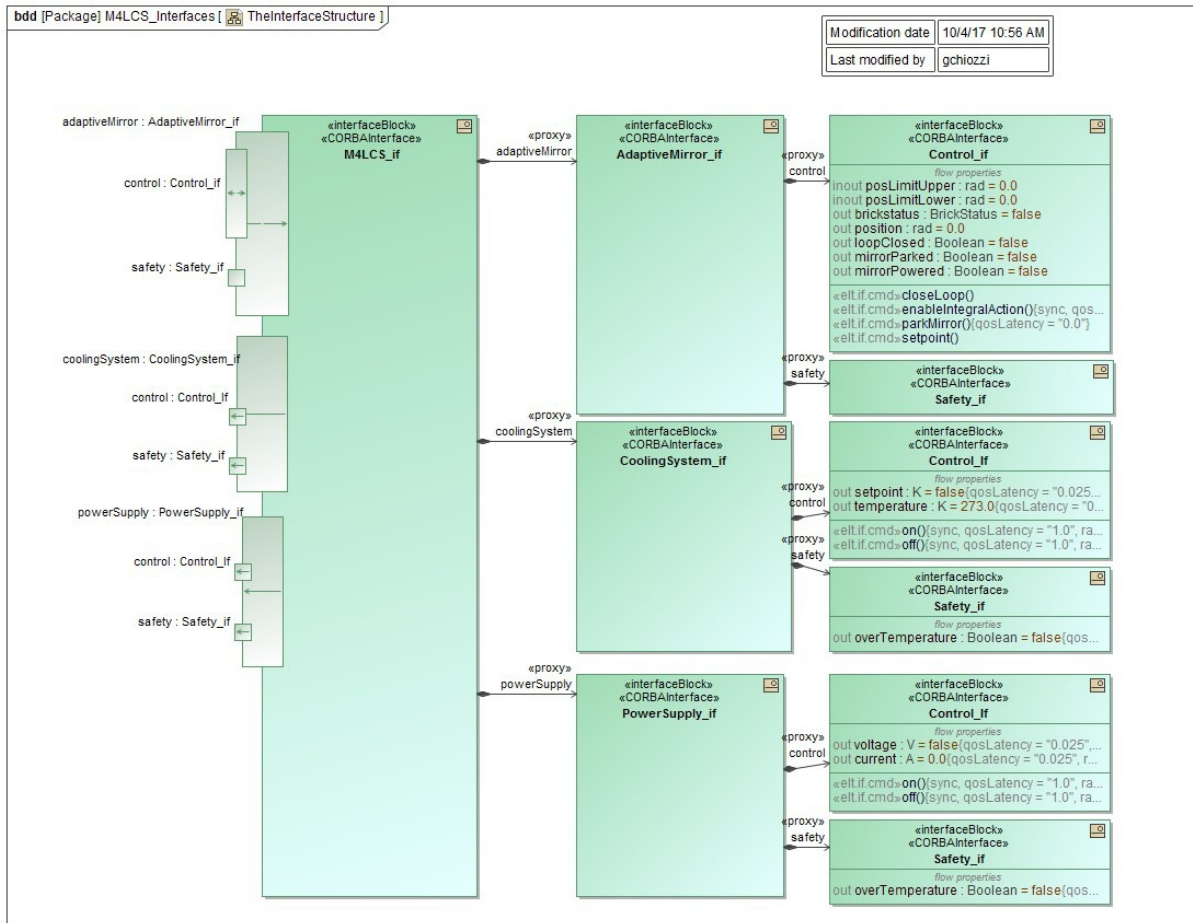 bdd [Package] M4LCS_Interfaces [ TheInterfaceStructure ]
Modification date 10/4/17 10:56 AM
Last modified by gchiozzi
adaptiveMirror : AdaptiveMirror_if
control : Control_if
safety : Safety_if
coolingSystem : CoolingSystem_if
control : Control_If
safety : Safety_if
powerSupply : PowerSupply_if
control : Control_If
safety : Safety_if
«interfaceBlock»
«CORBAInterface»
M4LCS_if
«proxy»
adaptiveMirror
«proxy»
coolingSystem
«proxy»
powerSupply
«interfaceBlock»
«CORBAInterface»
AdaptiveMirror_if
«proxy»
control
«proxy»
safety
«interfaceBlock»
«CORBAInterface»
Control_if
flow properties
inout posLimitUpper : rad = 0.0
inout posLimitLower : rad = 0.0
out brickstatus : BrickStatus = false
out position : rad = 0.0
out loopClosed : Boolean = false
out mirrorParked : Boolean = false
out mirrorPowered : Boolean = false
«elt.if.cmd»closeLoop()
«elt.if.cmd»enableIntegralAction(){sync, qos...
«elt.if.cmd»parkMirror(){qosLatency = "0.0"}
«elt.if.cmd»setpoint()
«interfaceBlock»
«CORBAInterface»
Safety_if
«interfaceBlock»
«CORBAInterface»
CoolingSystem_if
«proxy»
control
«proxy»
safety
«interfaceBlock»
«CORBAInterface»
Control_If
flow properties
out setpoint : K = false{qosLatency = "0.025...
out temperature : K = 273.0{qosLatency = "0...
«elt.if.cmd»on(){sync, qosLatency = "1.0", ra...
«elt.if.cmd»off(){sync, qosLatency = "1.0", ra...
«interfaceBlock»
«CORBAInterface»
Safety_if
flow properties
out overTemperature : Boolean = false{qos...
«interfaceBlock»
«CORBAInterface»
PowerSupply_if
«proxy»
control
«proxy»
safety
«interfaceBlock»
«CORBAInterface»
Control_If
flow properties
out voltage : V = false{qosLatency = "0.025",...
out current : A = 0.0{qosLatency = "0.025", r...
«elt.if.cmd»on(){sync, qosLatency = "1.0", ra...
«elt.if.cmd»off(){sync, qosLatency = "1.0", ra...
«interfaceBlock»
«CORBAInterface»
Safety_if
flow properties
out overTemperature : Boolean = false{qos...